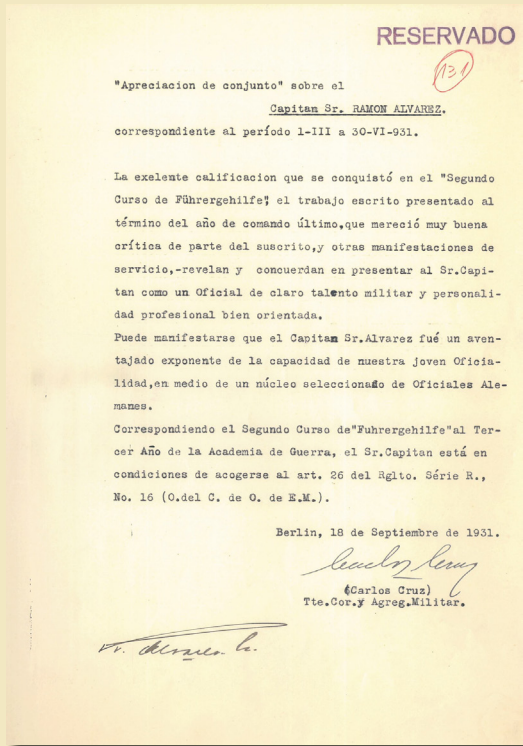 RESERVADO
131
"Apreciacion de conjunto" sobre el
Capitan Sr. RAMON ALVAREZ.
correspondiente al período 1-III a 30-VI-931.
La exelente calificacion que se conquistó en el "Segundo
Curso de Führergehilfe", el trabajo escrito presentado al
término del año de comando último,que mereció muy buena
crítica de parte del suscrito,y otras manifestaciones de
servicio,-revelan y concuerdan en presentar al Sr.Capi-
tan como un Oficial de claro talento militar y personali-
dad profesional bien orientada.
Puede manifestarse que el Capitan Sr.Alvarez fué un aven-
tajado exponente de la capacidad de nuestra joven Oficia-
lidad,en medio de un núcleo seleccionado de Oficiales Ale-
manes.
Correspondiendo el Segundo Curso de"Fuhrergehilfe"al Ter-
cer Año de la Academia de Guerra, el Sr.Capitan está en
condiciones de acogerse al art. 26 del Rglto. Série R.,
No. 16 (O.del C. de O. de E.M.).
Berlin, 18 de Septiembre de 1931.
Carlos Cruz
(Carlos Cruz)
Tte.Cor.y Agreg.Militar.
R. Alvarez G.